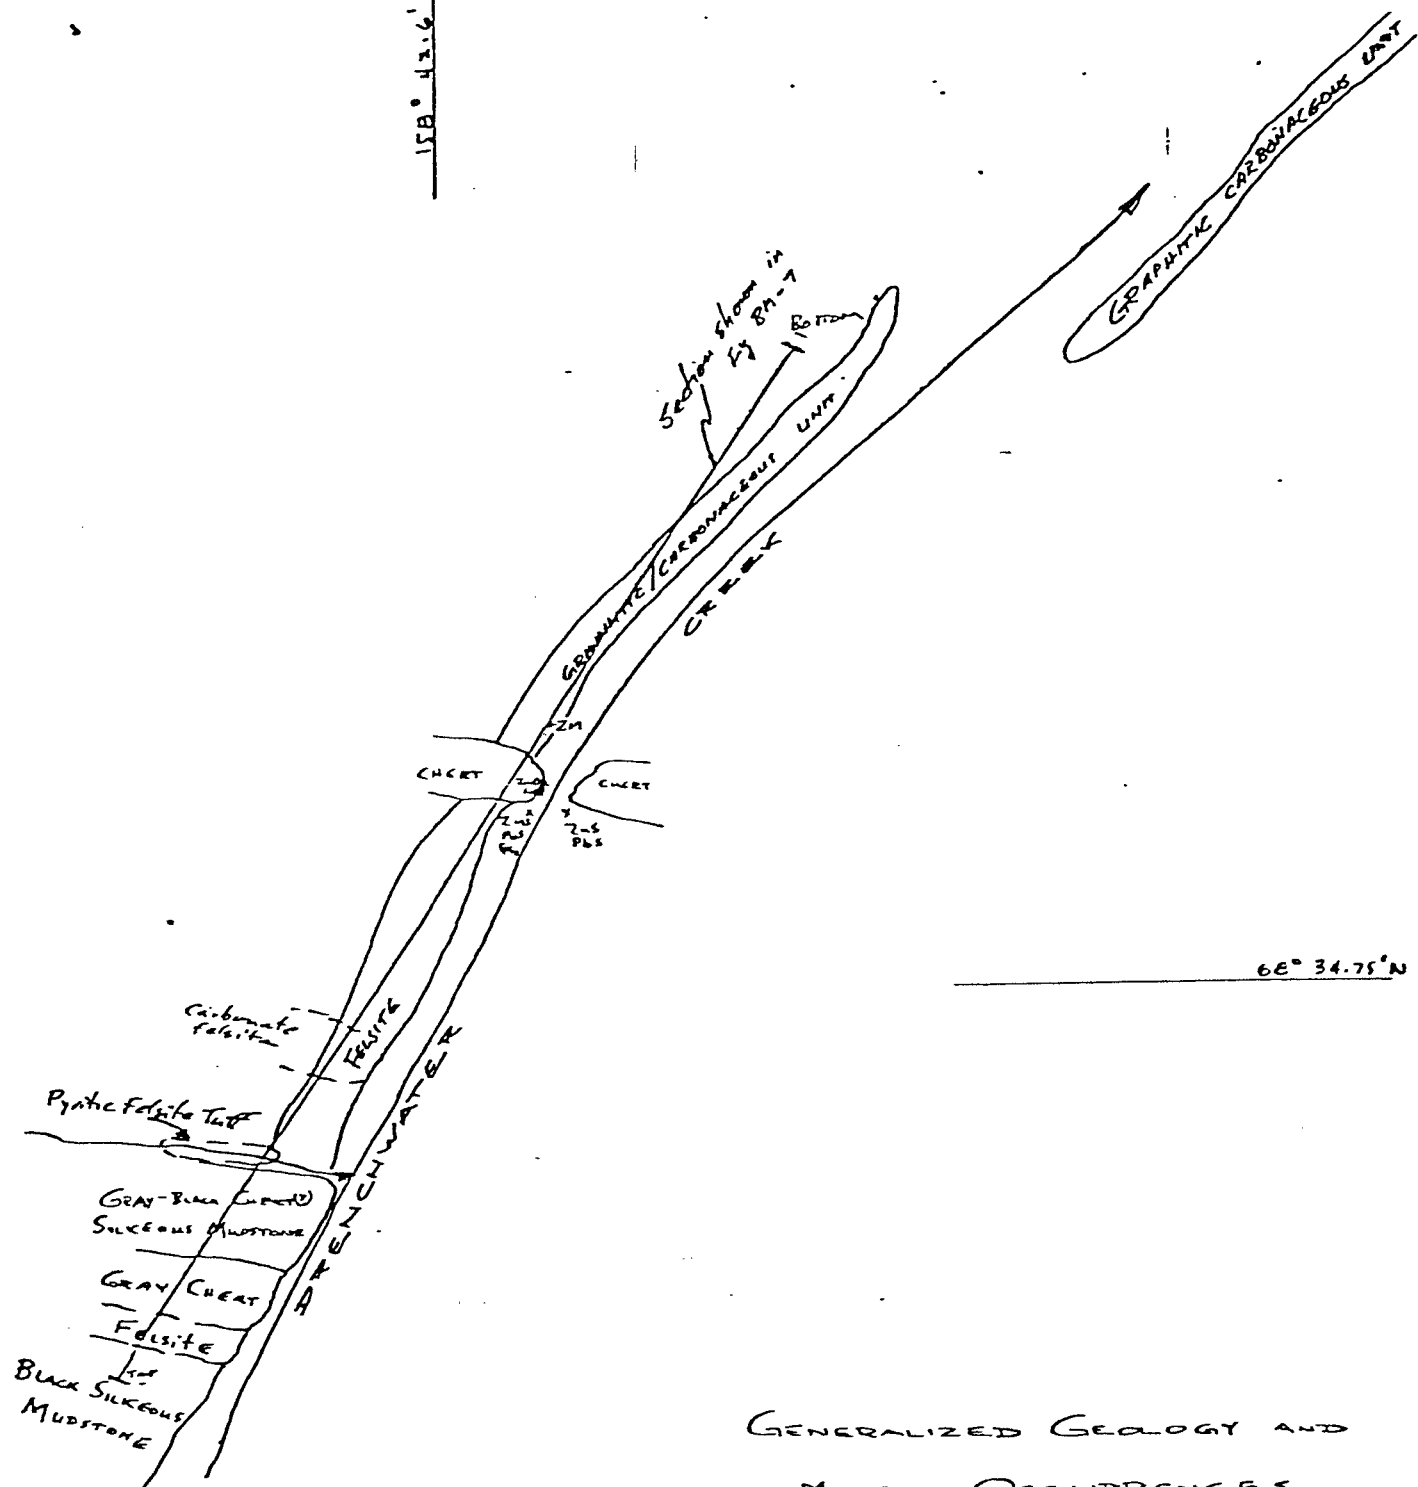 158° 42.6'
GRAPHITIC CARBONACEOUS UNIT
Section shown in
Fig 8A-7
Bottom
GRAPHITIC/CARBONACEOUS UNIT
CREEK
Zn
CHERT
CHERT
ZnS
PbS
ZnS
PbS
68° 34.75'N
Carbonate
felsite
FELSITE
Pyritic Felsite Tuff
DRENCHWATER
GRAY-BLACK CHERT(?)
SILICEOUS MUDSTONE
GRAY CHERT
FELSITE
BLACK SILICEOUS
MUDSTONE
GENERALIZED GEOLOGY AND
OCCURRENCES